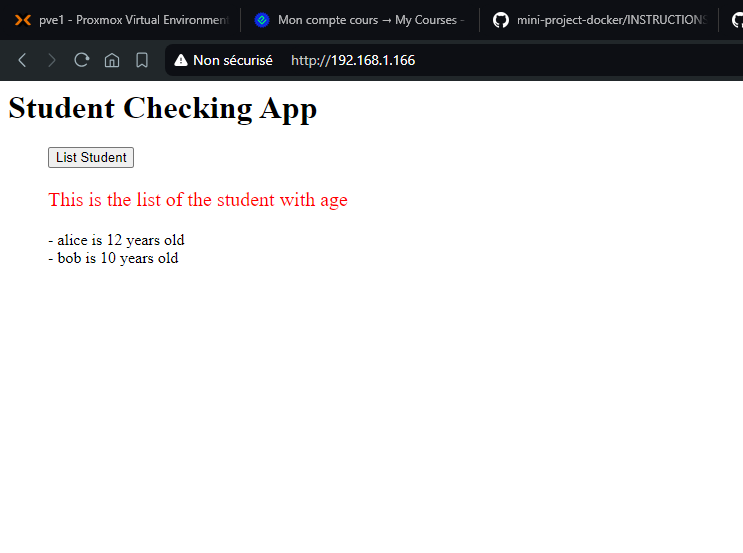 pve1 - Proxmox Virtual Environment
Mon compte cours → My Courses -
mini-project-docker/INSTRUCTIONS
Non sécurisé http://192.168.1.166
Student Checking App
List Student
This is the list of the student with age
- alice is 12 years old
- bob is 10 years old